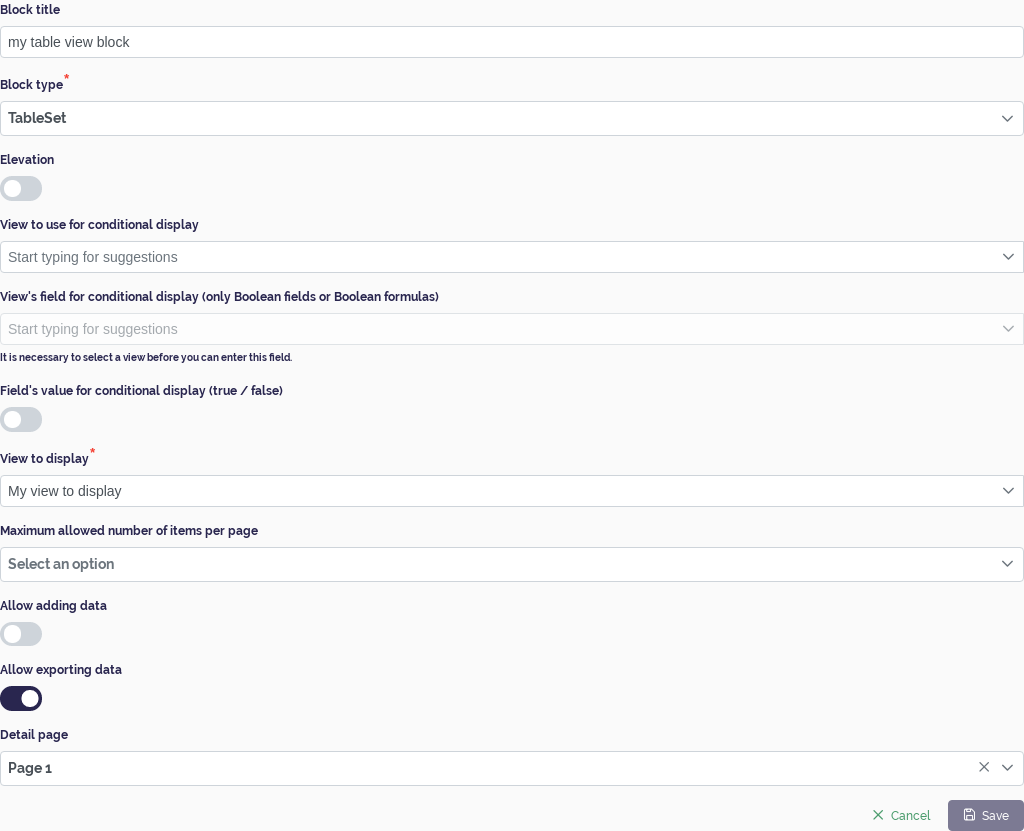 Block title
my table view block
Block type*
TableSet
Elevation
View to use for conditional display
Start typing for suggestions
View's field for conditional display (only Boolean fields or Boolean formulas)
Start typing for suggestions
It is necessary to select a view before you can enter this field.
Field's value for conditional display (true / false)
View to display*
My view to display
Maximum allowed number of items per page
Select an option
Allow adding data
Allow exporting data
Detail page
Page 1
Cancel Save